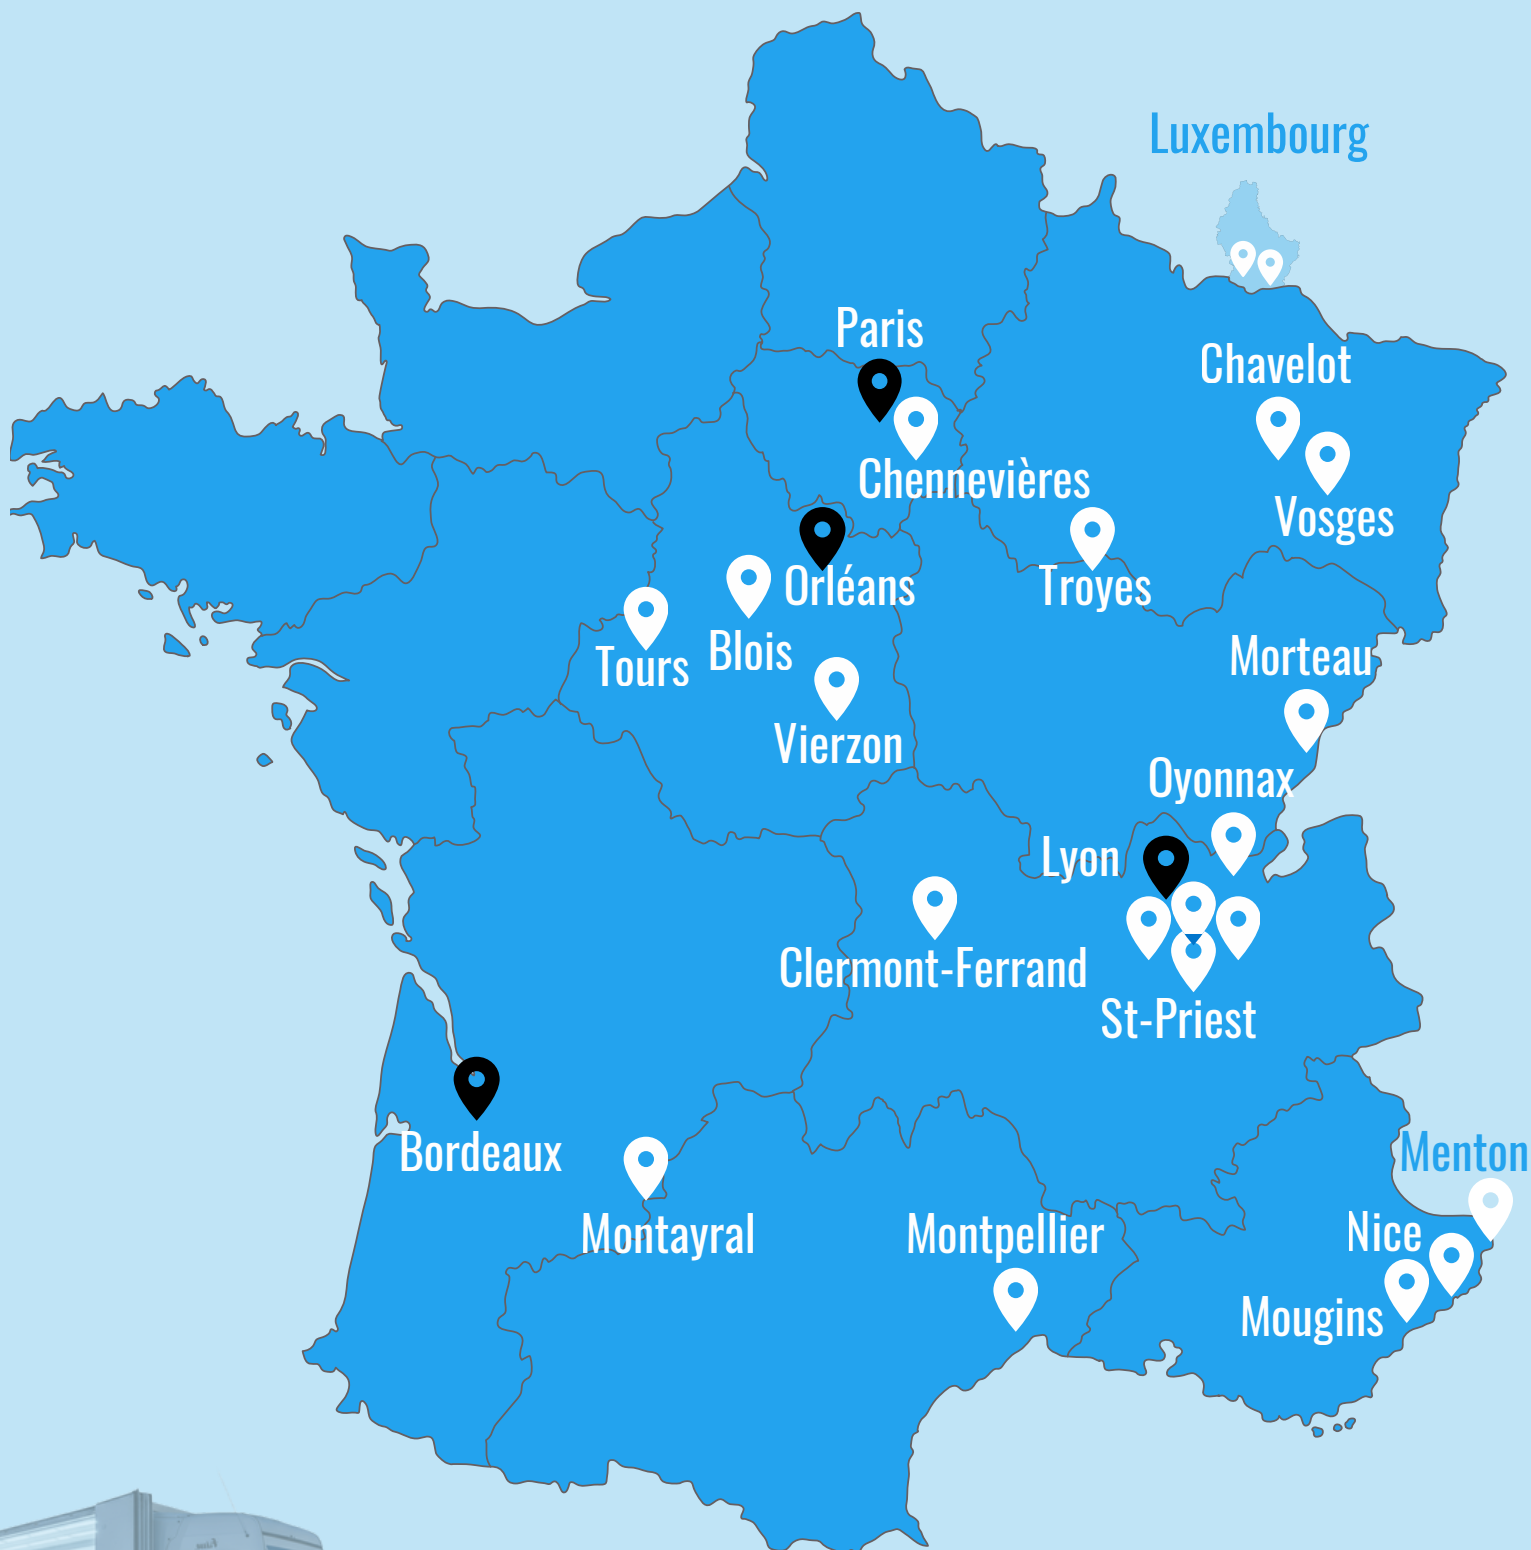 Luxembourg
Paris
Chavelot
Chennevières
Vosges
Orléans
Troyes
Blois
Tours
Morteau
Vierzon
Oyonnax
Lyon
Clermont-Ferrand
St-Priest
Bordeaux
Menton
Montayral
Montpellier
Nice
Mougins